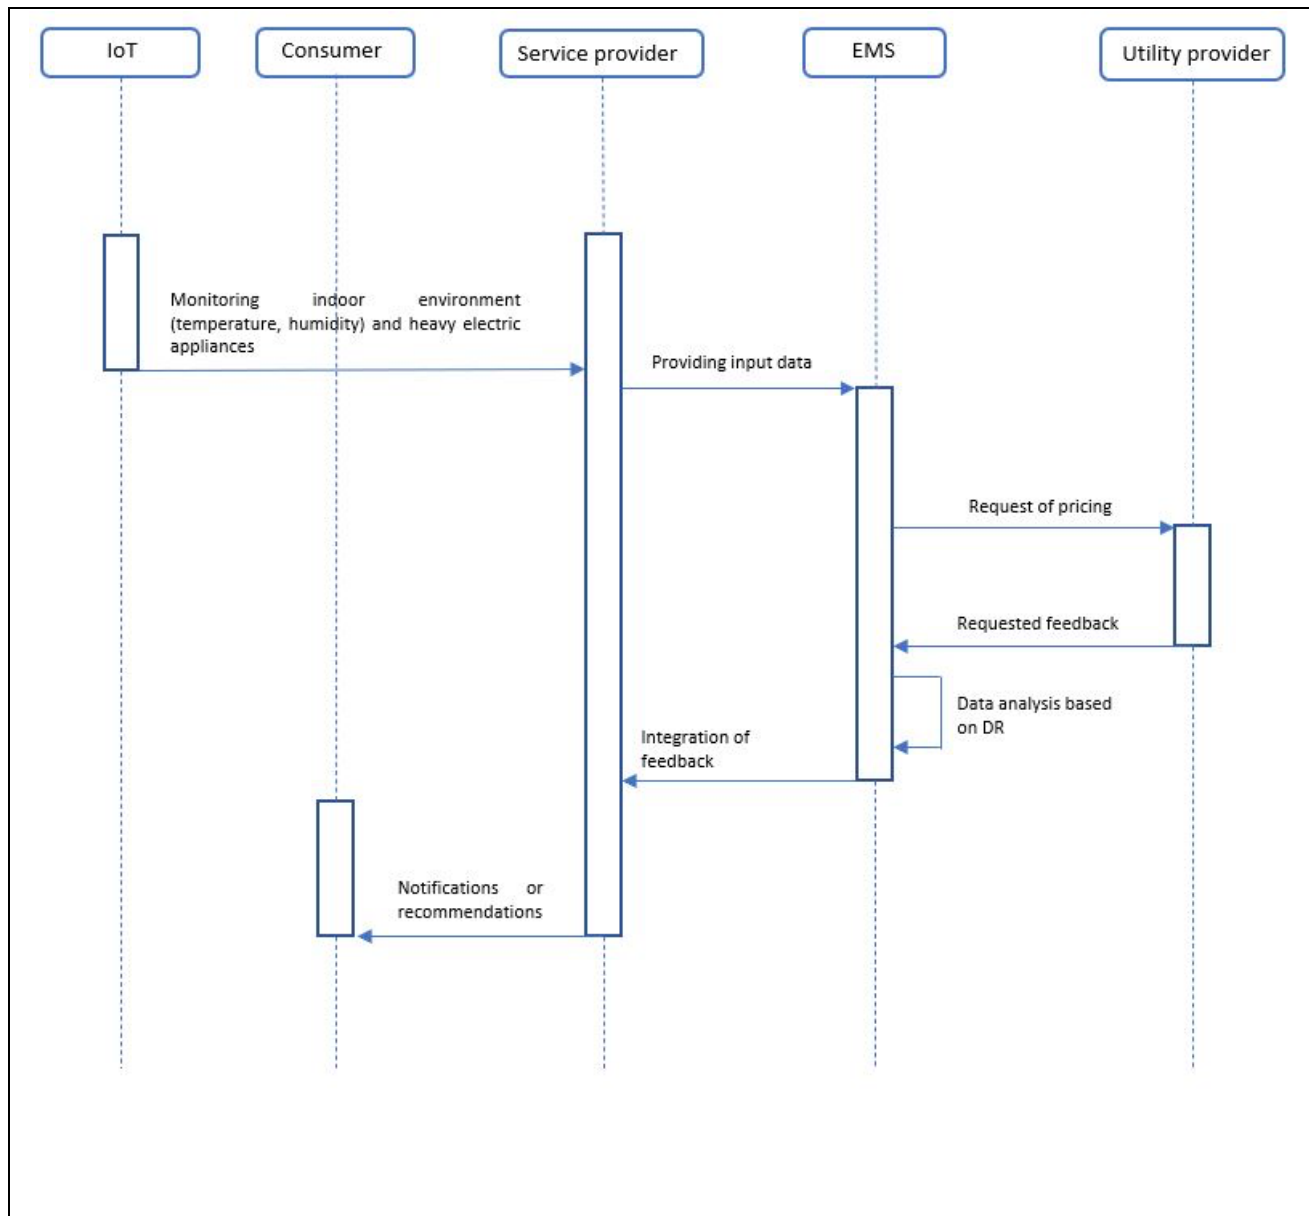 IoT
Consumer
Service provider
EMS
Utility provider
Monitoring indoor environment
(temperature, humidity) and heavy electric
appliances
Providing input data
Request of pricing
Requested feedback
Data analysis based
on DR
Integration of
feedback
Notifications or
recommendations